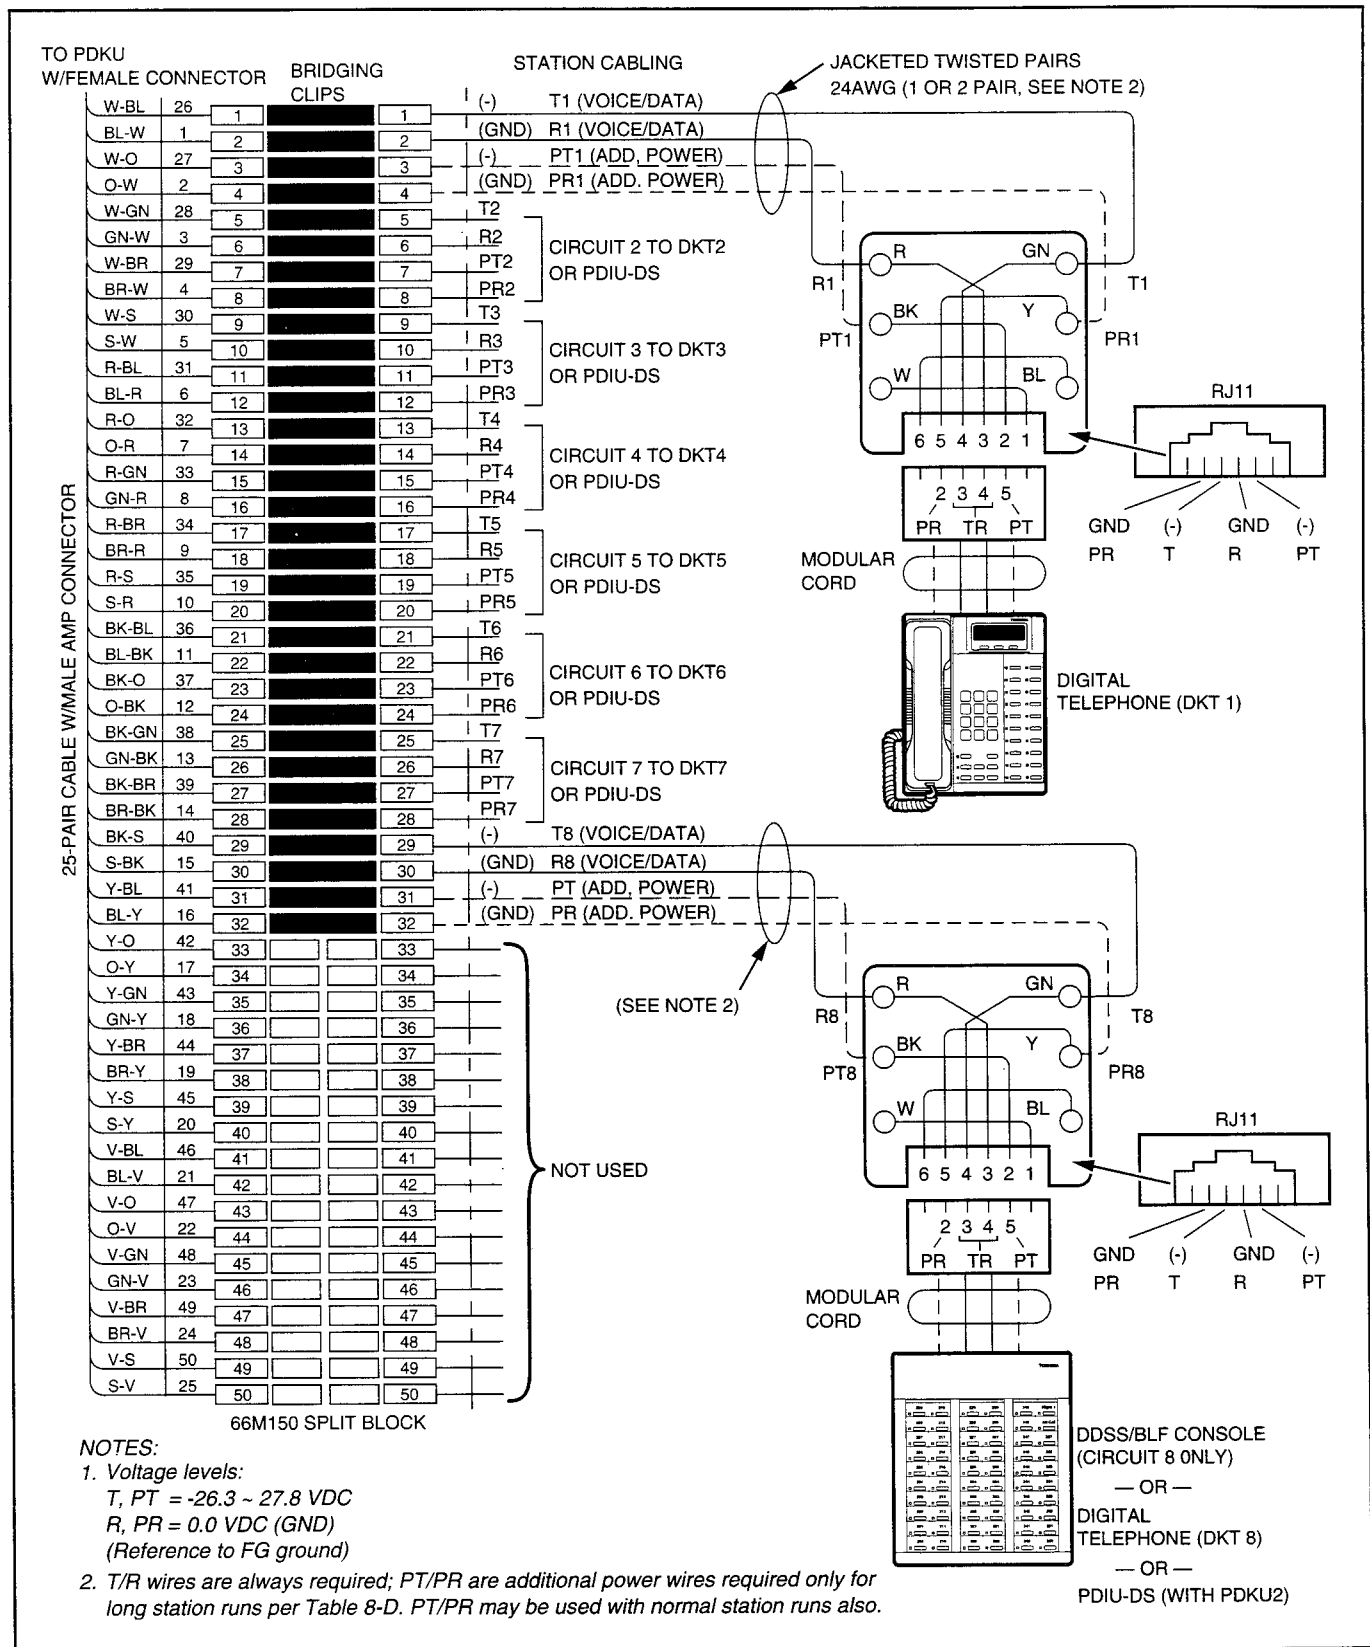 TO PDKU
W/FEMALE CONNECTOR
BRIDGING
CLIPS
STATION CABLING
JACKETED TWISTED PAIRS
24AWG (1 OR 2 PAIR, SEE NOTE 2)
25-PAIR CABLE W/MALE AMP CONNECTOR
W-BL 26 1 1 (-) T1 (VOICE/DATA)
BL-W 1 2 2 (GND) R1 (VOICE/DATA)
W-O 27 3 3 (-) PT1 (ADD, POWER)
O-W 2 4 4 (GND) PR1 (ADD. POWER)
W-GN 28 5 5 T2
GN-W 3 6 6 R2
W-BR 29 7 7 PT2
BR-W 4 8 8 PR2
CIRCUIT 2 TO DKT2
OR PDIU-DS
W-S 30 9 9 T3
S-W 5 10 10 R3
R-BL 31 11 11 PT3
BL-R 6 12 12 PR3
CIRCUIT 3 TO DKT3
OR PDIU-DS
R-O 32 13 13 T4
O-R 7 14 14 R4
R-GN 33 15 15 PT4
GN-R 8 16 16 PR4
CIRCUIT 4 TO DKT4
OR PDIU-DS
R-BR 34 17 17 T5
BR-R 9 18 18 R5
R-S 35 19 19 PT5
S-R 10 20 20 PR5
CIRCUIT 5 TO DKT5
OR PDIU-DS
BK-BL 36 21 21 T6
BL-BK 11 22 22 R6
BK-O 37 23 23 PT6
O-BK 12 24 24 PR6
CIRCUIT 6 TO DKT6
OR PDIU-DS
BK-GN 38 25 25 T7
GN-BK 13 26 26 R7
BK-BR 39 27 27 PT7
BR-BK 14 28 28 PR7
CIRCUIT 7 TO DKT7
OR PDIU-DS
BK-S 40 29 29 (-) T8 (VOICE/DATA)
S-BK 15 30 30 (GND) R8 (VOICE/DATA)
Y-BL 41 31 31 (-) PT (ADD, POWER)
BL-Y 16 32 32 (GND) PR (ADD. POWER)
Y-O 42 33 33
O-Y 17 34 34
Y-GN 43 35 35
GN-Y 18 36 36
Y-BR 44 37 37
BR-Y 19 38 38
Y-S 45 39 39
S-Y 20 40 40
V-BL 46 41 41
BL-V 21 42 42
V-O 47 43 43
O-V 22 44 44
V-GN 48 45 45
GN-V 23 46 46
V-BR 49 47 47
BR-V 24 48 48
V-S 50 49 49
S-V 25 50 50
NOT USED
66M150 SPLIT BLOCK
R GN
R1 T1
BK Y
PT1 PR1
W BL
6 5 4 3 2 1
2 3 4 5
PR TR PT
RJ11
GND (-) GND (-)
PR T R PT
MODULAR
CORD
DIGITAL
TELEPHONE (DKT 1)
(SEE NOTE 2)
R GN
R8 T8
BK Y
PT8 PR8
W BL
6 5 4 3 2 1
2 3 4 5
PR TR PT
RJ11
GND (-) GND (-)
PR T R PT
MODULAR
CORD
DDSS/BLF CONSOLE
(CIRCUIT 8 ONLY)
— OR —
DIGITAL
TELEPHONE (DKT 8)
— OR —
PDIU-DS (WITH PDKU2)
NOTES:
1. Voltage levels:
T, PT = -26.3 ~ 27.8 VDC
R, PR = 0.0 VDC (GND)
(Reference to FG ground)
2. T/R wires are always required; PT/PR are additional power wires required only for
long station runs per Table 8-D. PT/PR may be used with normal station runs also.